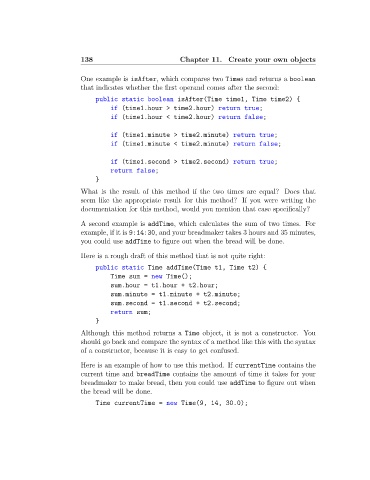 138 Chapter 11. Create your own objects
One example is isAfter, which compares two Times and returns a boolean
that indicates whether the first operand comes after the second:
public static boolean isAfter(Time time1, Time time2) {
if (time1.hour > time2.hour) return true;
if (time1.hour < time2.hour) return false;
if (time1.minute > time2.minute) return true;
if (time1.minute < time2.minute) return false;
if (time1.second > time2.second) return true;
return false;
}
What is the result of this method if the two times are equal? Does that
seem like the appropriate result for this method? If you were writing the
documentation for this method, would you mention that case specifically?
A second example is addTime, which calculates the sum of two times. For
example, if it is 9:14:30, and your breadmaker takes 3 hours and 35 minutes,
you could use addTime to figure out when the bread will be done.
Here is a rough draft of this method that is not quite right:
public static Time addTime(Time t1, Time t2) {
Time sum = new Time();
sum.hour = t1.hour + t2.hour;
sum.minute = t1.minute + t2.minute;
sum.second = t1.second + t2.second;
return sum;
}
Although this method returns a Time object, it is not a constructor. You
should go back and compare the syntax of a method like this with the syntax
of a constructor, because it is easy to get confused.
Here is an example of how to use this method. If currentTime contains the
current time and breadTime contains the amount of time it takes for your
breadmaker to make bread, then you could use addTime to figure out when
the bread will be done.
Time currentTime = new Time(9, 14, 30.0);